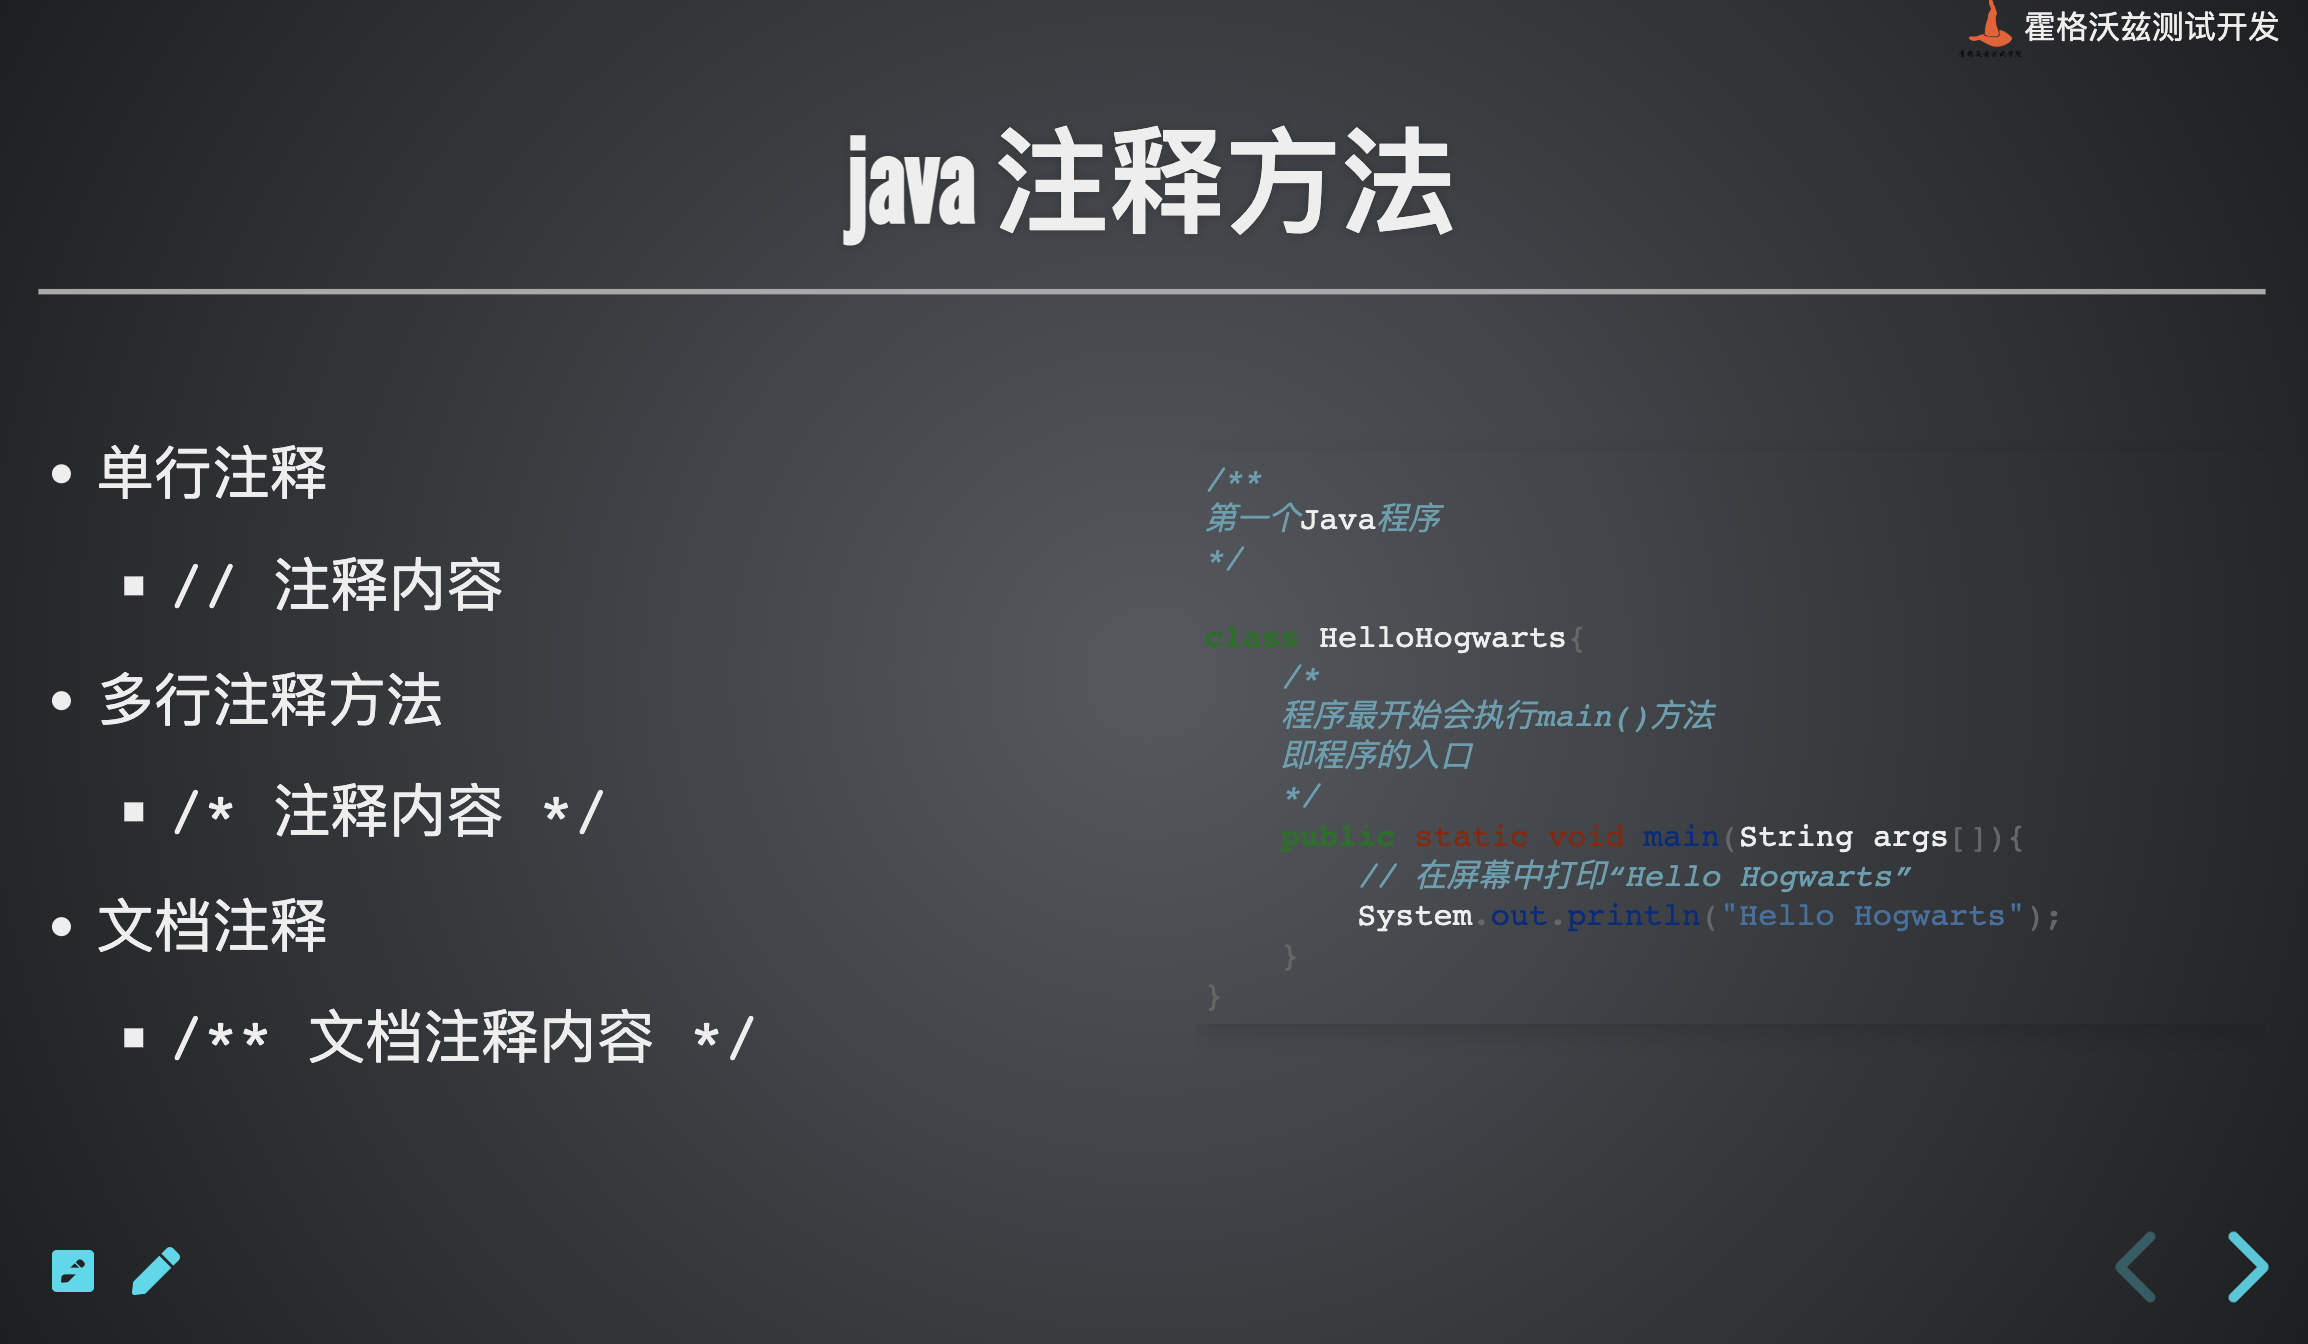 霍格沃兹测试开发
java 注释方法
• 单行注释
▪ // 注释内容
• 多行注释方法
▪ /* 注释内容 */
• 文档注释
▪ /** 文档注释内容 */
/**
第一个Java程序
*/
class HelloHogwarts{
    /*
    程序最开始会执行main()方法
    即程序的入口
    */
    public static void main(String args[]){
        // 在屏幕中打印“Hello Hogwarts”
        System.out.println("Hello Hogwarts");
    }
}